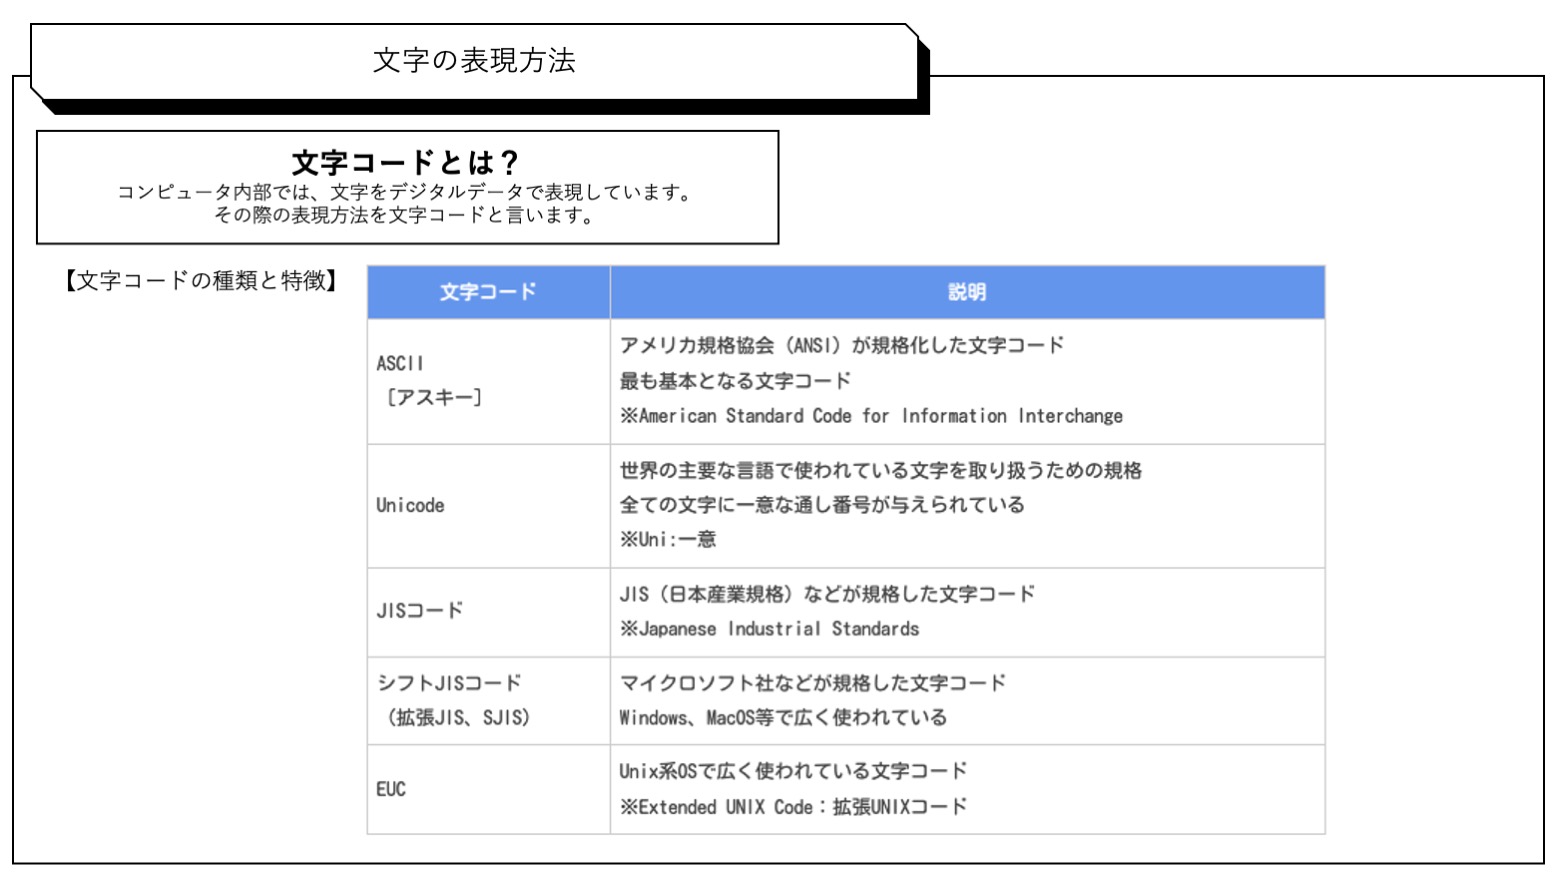 文字の表現方法
文字コードとは？
コンピュータ内部では、文字をデジタルデータで表現しています。
その際の表現方法を文字コードと言います。
【文字コードの種類と特徴】
文字コード 説明
ASCII
［アスキー］
アメリカ規格協会（ANSI）が規格化した文字コード
最も基本となる文字コード
※American Standard Code for Information Interchange
Unicode
世界の主要な言語で使われている文字を取り扱うための規格
全ての文字に一意な通し番号が与えられている
※Uni:一意
JISコード
JIS（日本産業規格）などが規格した文字コード
※Japanese Industrial Standards
シフトJISコード
（拡張JIS、SJIS）
マイクロソフト社などが規格した文字コード
Windows、MacOS等で広く使われている
EUC
Unix系OSで広く使われている文字コード
※Extended UNIX Code：拡張UNIXコード